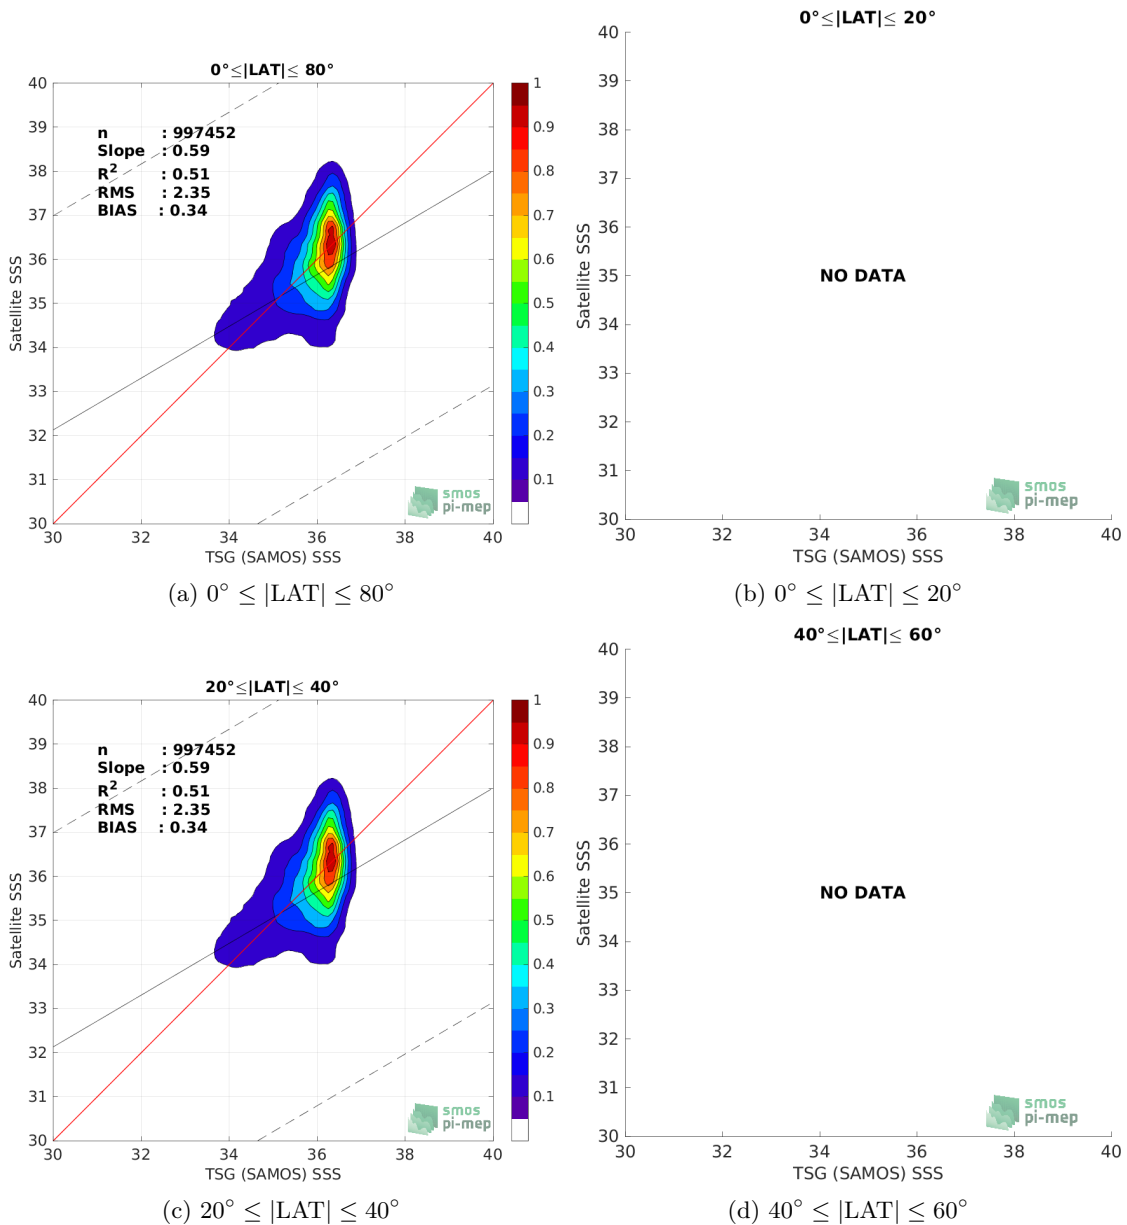 0°≤|LAT|≤ 80°
n : 997452
Slope : 0.59
R² : 0.51
RMS : 2.35
BIAS : 0.34
40
39
38
37
36
35
34
33
32
31
30
Satellite SSS
30 32 34 36 38 40
TSG (SAMOS) SSS
1
0.9
0.8
0.7
0.6
0.5
0.4
0.3
0.2
0.1
smos
pi-mep
(a) 0° ≤ |LAT| ≤ 80°
0°≤|LAT|≤ 20°
40
39
38
37
36
35
34
33
32
31
30
Satellite SSS
NO DATA
smos
pi-mep
30 32 34 36 38 40
TSG (SAMOS) SSS
(b) 0° ≤ |LAT| ≤ 20°
20°≤|LAT|≤ 40°
n : 997452
Slope : 0.59
R² : 0.51
RMS : 2.35
BIAS : 0.34
40
39
38
37
36
35
34
33
32
31
30
Satellite SSS
30 32 34 36 38 40
TSG (SAMOS) SSS
1
0.9
0.8
0.7
0.6
0.5
0.4
0.3
0.2
0.1
smos
pi-mep
(c) 20° ≤ |LAT| ≤ 40°
40°≤|LAT|≤ 60°
40
39
38
37
36
35
34
33
32
31
30
Satellite SSS
NO DATA
smos
pi-mep
30 32 34 36 38 40
TSG (SAMOS) SSS
(d) 40° ≤ |LAT| ≤ 60°